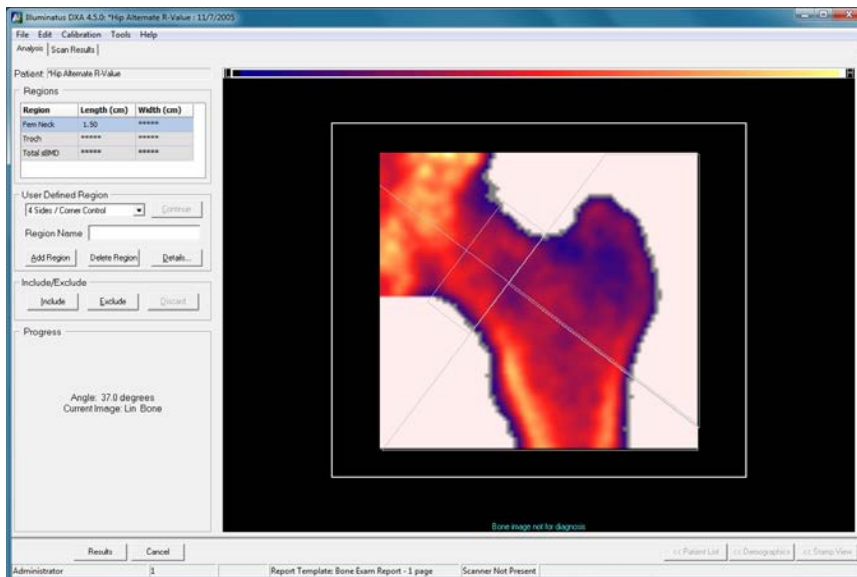 Illuminatus DXA 4.5.0: *Hip Alternate R-Value : 11/7/2005
File Edit Calibration Tools Help
Analysis Scan Results
Patient: *Hip Alternate R-Value
Regions
Region Length (cm) Width (cm)
Fem Neck 1.50 *****
Troch ***** *****
Total aBMD ***** *****
User Defined Region
4 Sides / Corner Control Continue
Region Name
Add Region Delete Region Details...
Include/Exclude
Include Exclude Discard
Progress
Angle: 37.0 degrees
Current Image: Lin Bone
Bone image not for diagnosis
Results Cancel << Patient List << Demographics << Stamp View
Administrator 1 Report Template: Bone Exam Report - 1 page Scanner Not Present